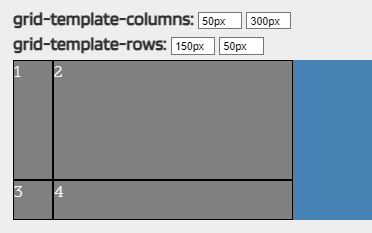 grid-template-columns: 50px 300px
grid-template-rows: 150px 50px
1 2
3 4